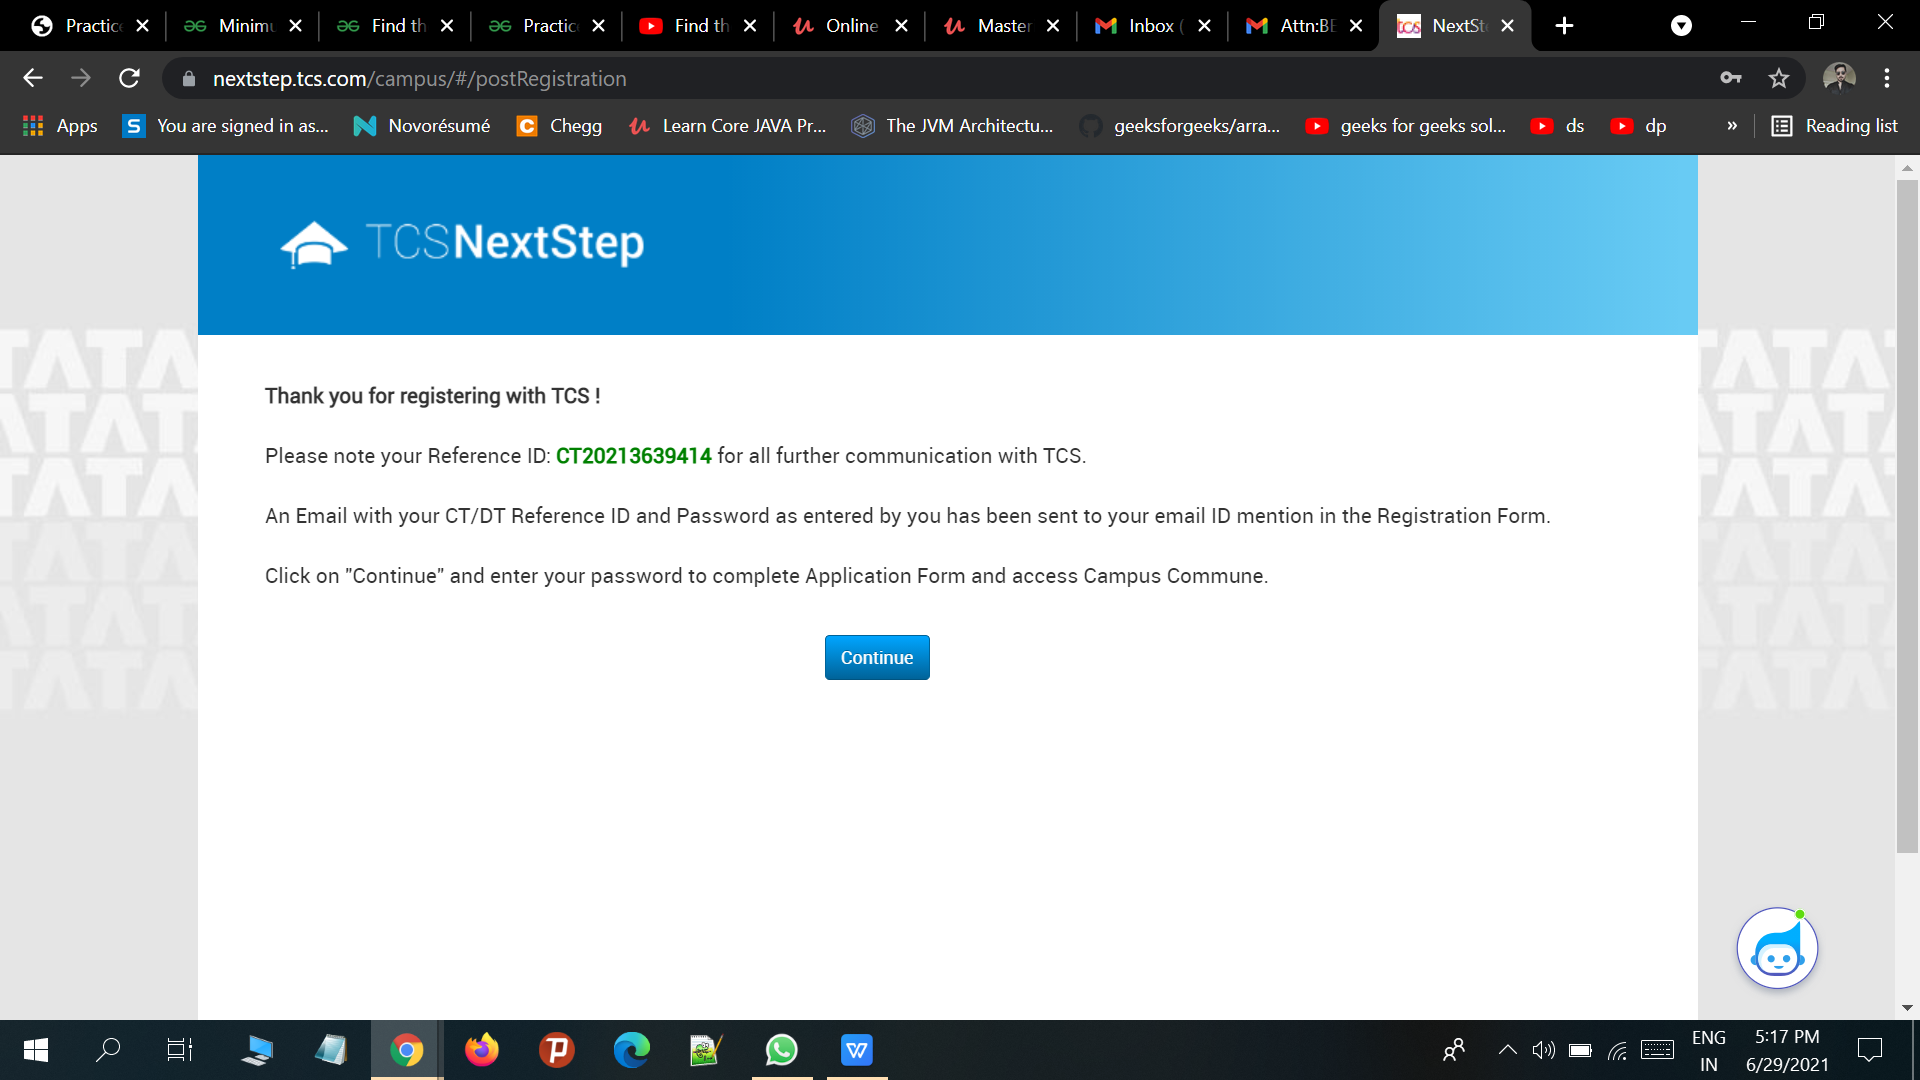 Practice Minimu Find th Practic Find th Online Master Inbox ( Attn:BE NextSte
nextstep.tcs.com/campus/#/postRegistration
Apps You are signed in as... Novorésumé Chegg Learn Core JAVA Pr... The JVM Architectu... geeksforgeeks/arra... geeks for geeks sol... ds dp » Reading list
TCSNextStep
Thank you for registering with TCS !
Please note your Reference ID: CT20213639414 for all further communication with TCS.
An Email with your CT/DT Reference ID and Password as entered by you has been sent to your email ID mention in the Registration Form.
Click on "Continue" and enter your password to complete Application Form and access Campus Commune.
Continue
ENG 5:17 PM
IN 6/29/2021